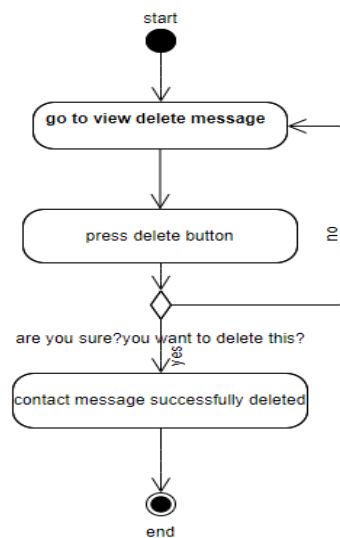 start
go to view delete message
press delete button
no
are you sure?you want to delete this?
yes
contact message successfully deleted
end